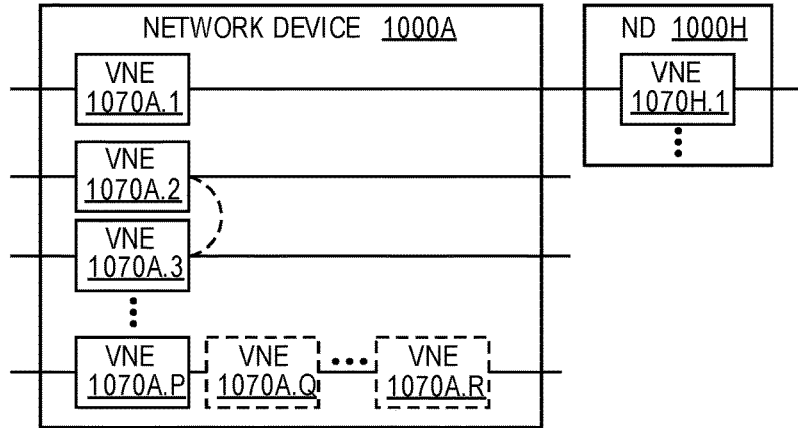 NETWORK DEVICE 1000A
ND 1000H
VNE
1070A.1
VNE
1070H.1
VNE
1070A.2
VNE
1070A.3
VNE
1070A.P
VNE
1070A.Q
VNE
1070A.R